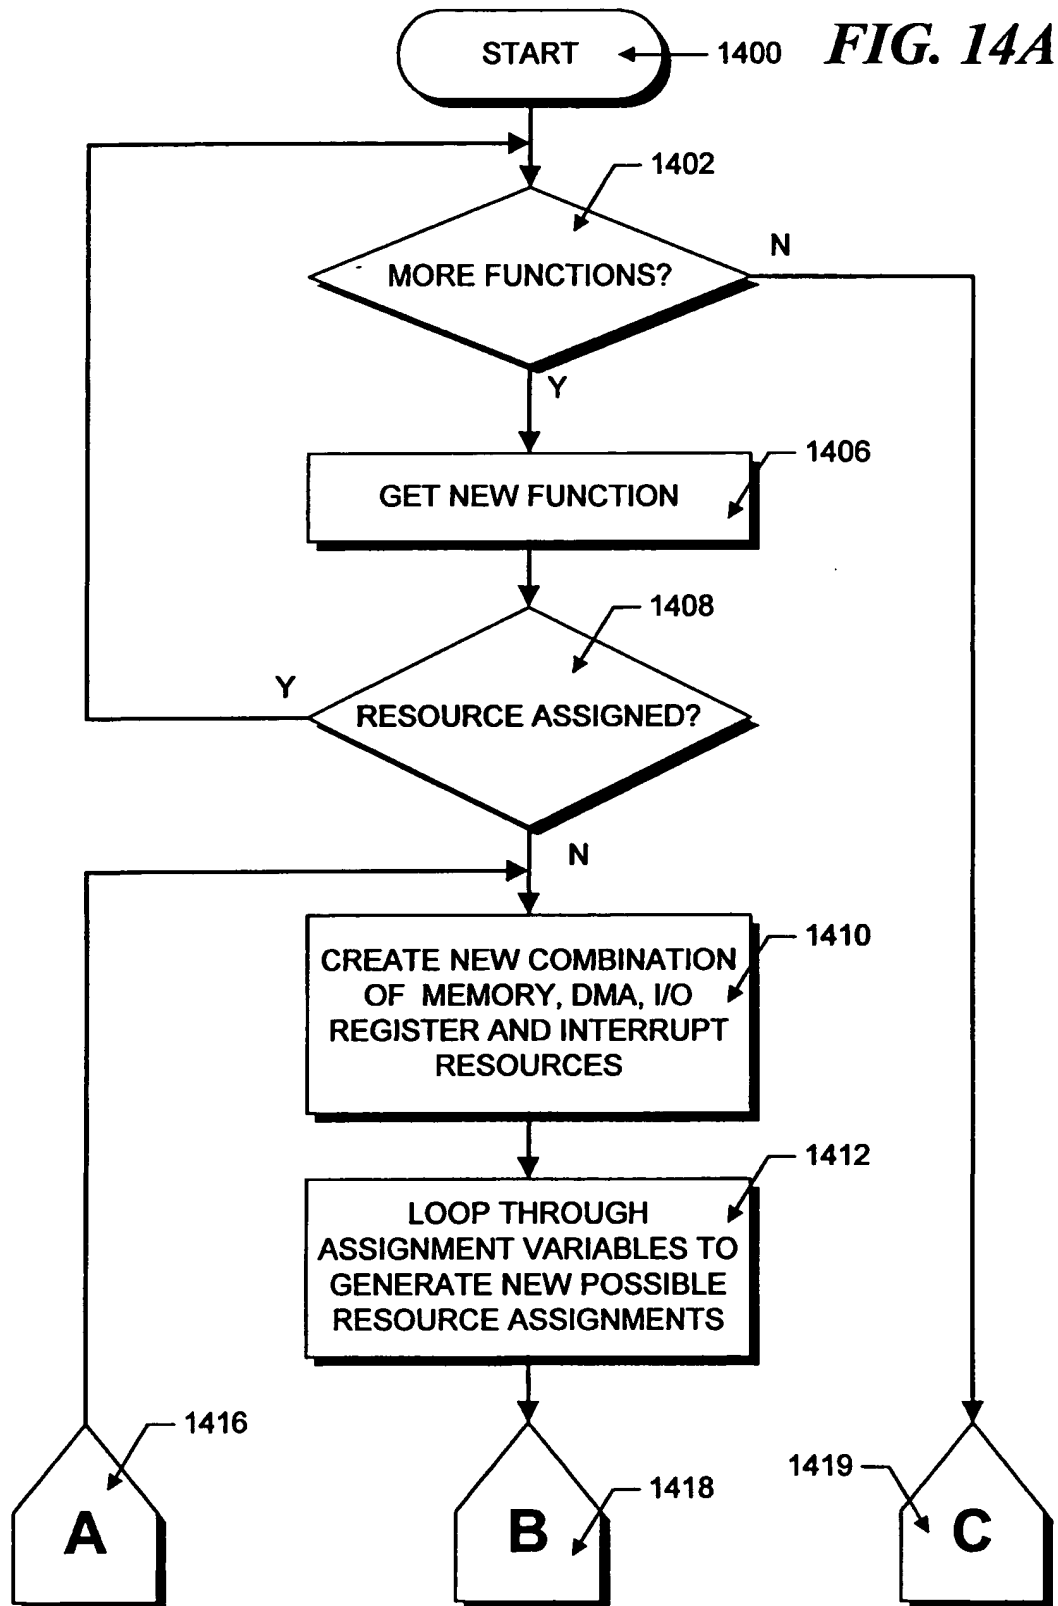 START
1400
FIG. 14A
1402
N
MORE FUNCTIONS?
Y
1406
GET NEW FUNCTION
1408
Y
RESOURCE ASSIGNED?
N
1410
CREATE NEW COMBINATION
OF MEMORY, DMA, I/O
REGISTER AND INTERRUPT
RESOURCES
1412
LOOP THROUGH
ASSIGNMENT VARIABLES TO
GENERATE NEW POSSIBLE
RESOURCE ASSIGNMENTS
1416
A
1418
B
1419
C